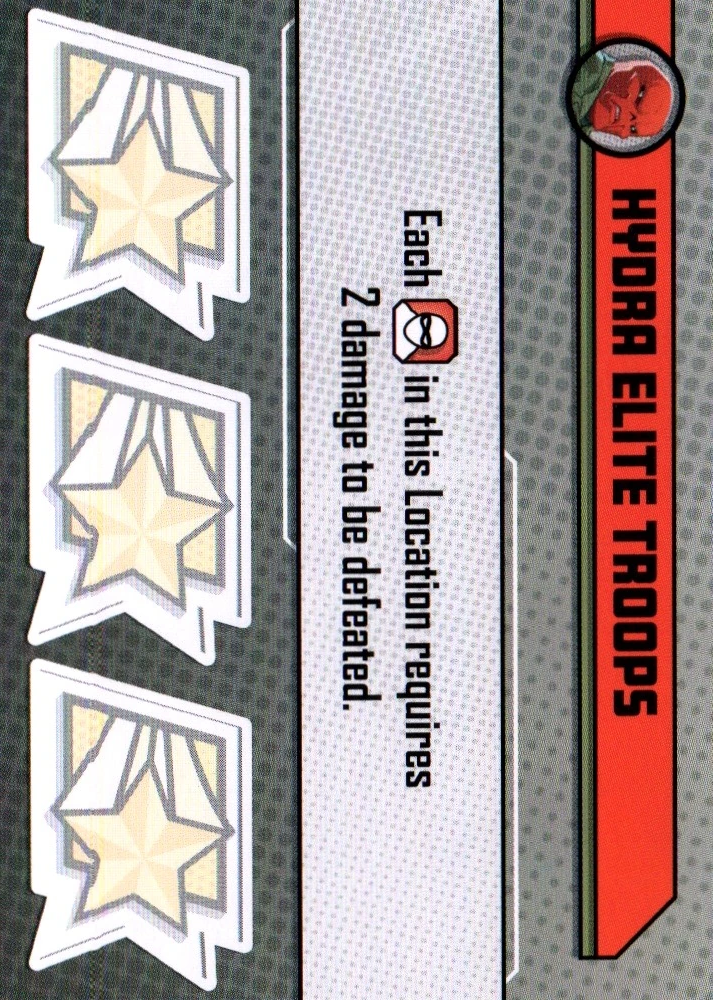 HYDRA ELITE TROOPS
Each in this Location requires
2 damage to be defeated.